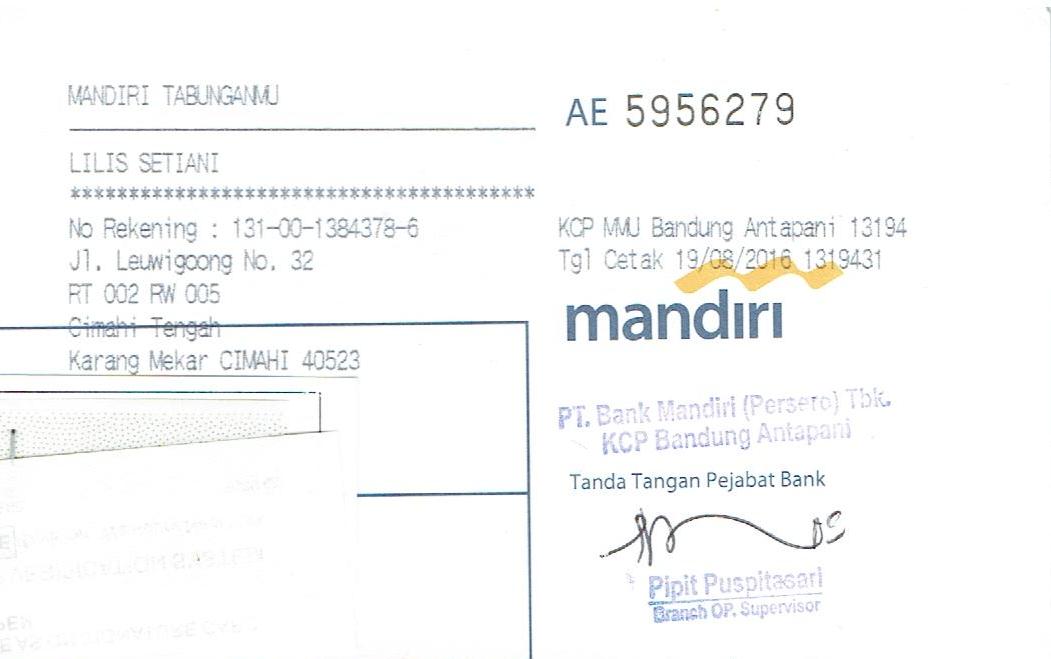 MANDIRI TABUNGANMU
AE 5956279
LILIS SETIANI
****************************************
No Rekening : 131-00-1384378-6
Jl. Leuwigoong No. 32
RT 002 RW 005
Cimahi Tengah
Karang Mekar CIMAHI 40523
KCP MMU Bandung Antapani 13194
Tgl Cetak 19/08/2016 1319431
mandiri
PT. Bank Mandiri (Persero) Tbk.
KCP Bandung Antapani
Tanda Tangan Pejabat Bank
Pipit Puspitasari
Branch OP. Supervisor